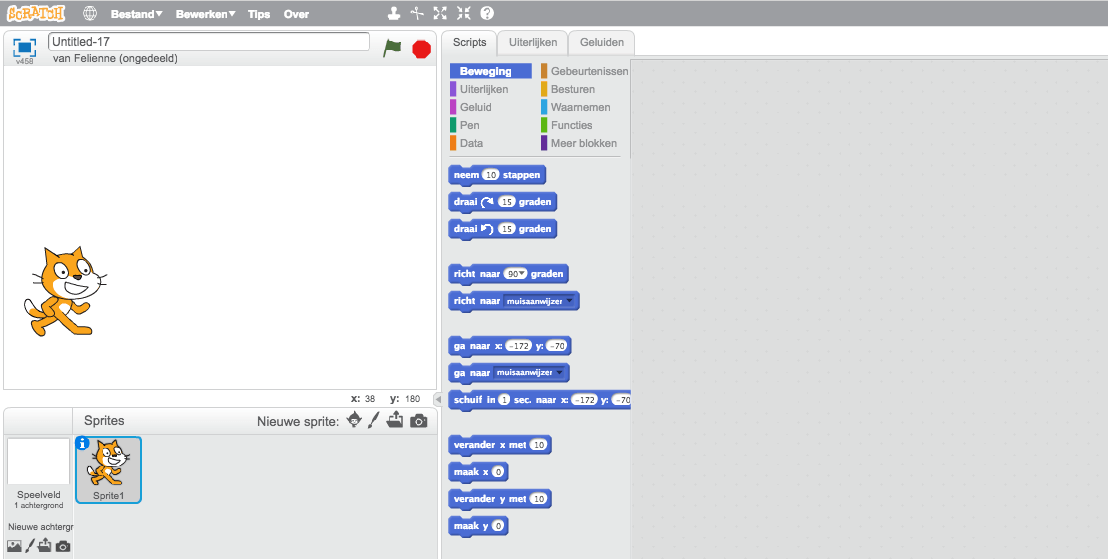 SCRATCH Bestand Bewerken Tips Over
v458 Untitled-17
van Felienne (ongedeeld)
Scripts Uiterlijken Geluiden
Beweging Gebeurtenissen
Uiterlijken Besturen
Geluid Waarnemen
Pen Functies
Data Meer blokken
neem 10 stappen
draai 15 graden
draai 15 graden
richt naar 90 graden
richt naar muisaanwijzer
ga naar x: -172 y: -70
ga naar muisaanwijzer
schuif in 1 sec. naar x: -172 y: -70
verander x met 10
maak x 0
verander y met 10
maak y 0
x: 38 y: 180
Sprites Nieuwe sprite:
Speelveld
1 achtergrond
Sprite1
Nieuwe achtergr